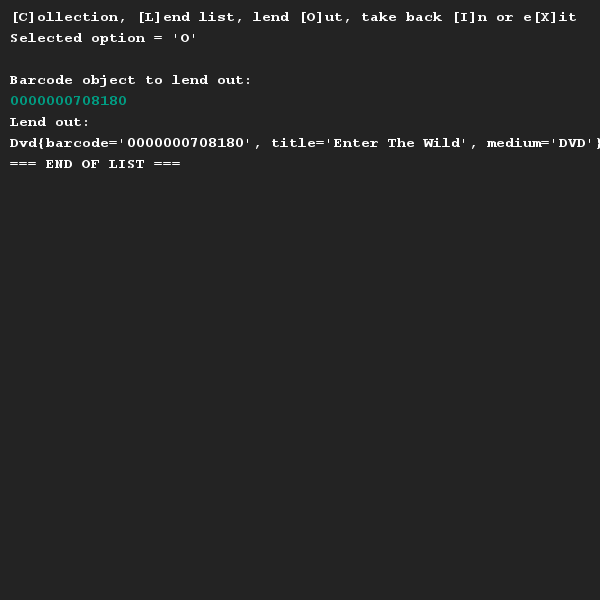 [C]ollection, [L]end list, lend [O]ut, take back [I]n or e[X]it
Selected option = 'O'
Barcode object to lend out:
0000000708180
Lend out:
Dvd{barcode='0000000708180', title='Enter The Wild', medium='DVD'}
=== END OF LIST ===